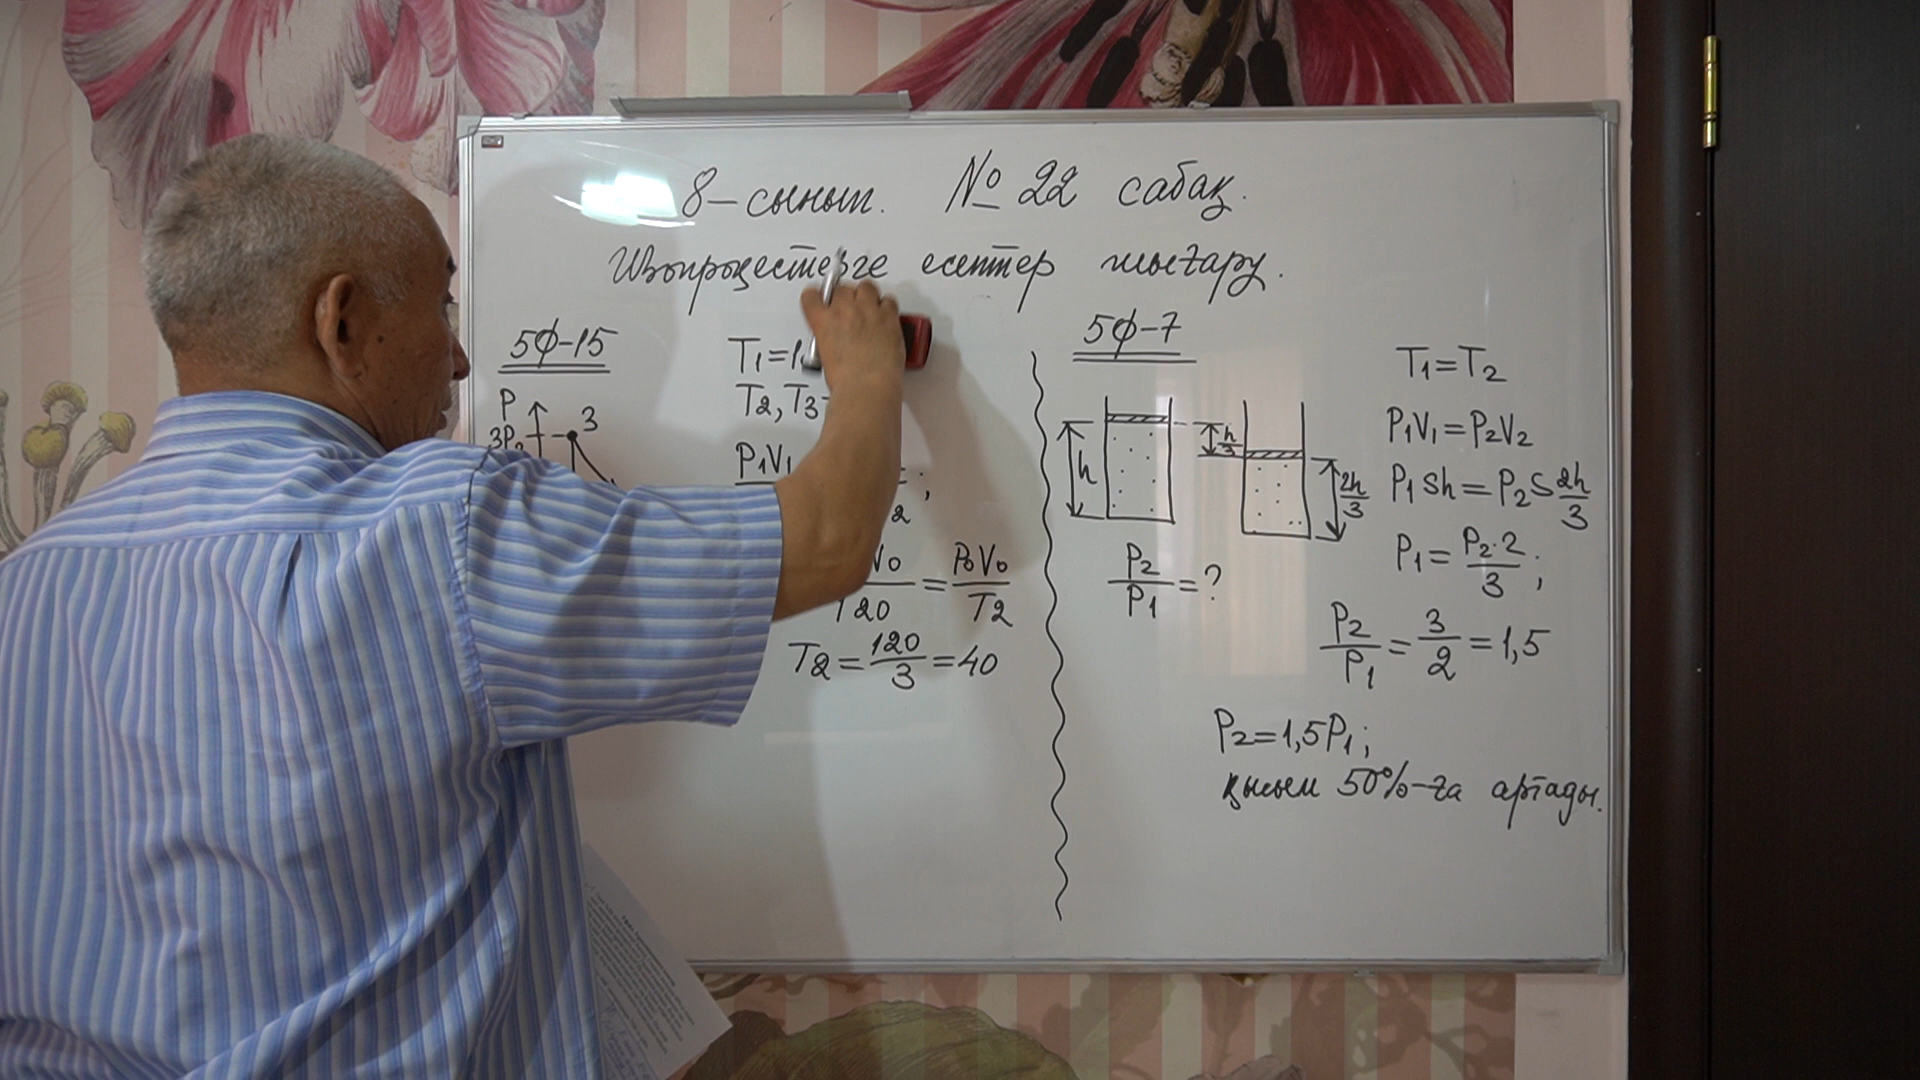 8-сынып. № 22 сабақ.
Изопроцестерге есептер шығару.
5ф-15
P
3
3P₀
T₁=1
T₂, T₃-
P₁V₁
;
2
V₀/120 = P₀V₀/T₂
T₂ = 120/3 = 40
5ф-7
h
h/3
2h/3
P₂/P₁ = ?
T₁=T₂
P₁V₁=P₂V₂
P₁Sh=P₂S 2h/3
P₁ = P₂·2/3 ;
P₂/P₁ = 3/2 = 1,5
P₂=1,5P₁;
қысым 50%-ға артады.